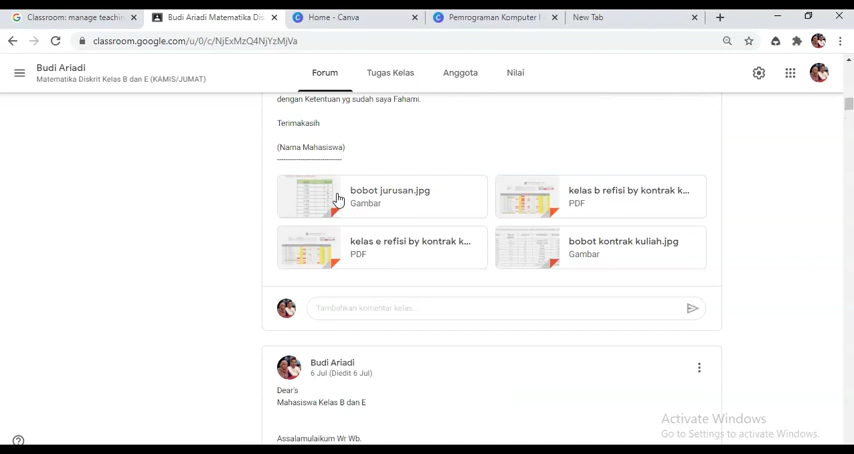 Classroom: manage teachin
Budi Ariadi Matematika Dis
Home - Canva
Pemrograman Komputer
New Tab
classroom.google.com/u/0/c/NjExMzQ4NjYzMjVa
Budi Ariadi
Matematika Diskrit Kelas B dan E (KAMIS/JUMAT)
Forum
Tugas Kelas
Anggota
Nilai
dengan Ketentuan yg sudah saya Fahami.
Terimakasih
(Nama Mahasiswa)
bobot jurusan.jpg
Gambar
kelas b refisi by kontrak k...
PDF
kelas e refisi by kontrak k...
PDF
bobot kontrak kuliah.jpg
Gambar
Tambahkan komentar kelas..
Budi Ariadi
6 Jul (Diedit 6 Jul)
Dear's
Mahasiswa Kelas B dan E
Assalamulaikum Wr Wb.
Activate Windows
Go to Settings to activate Windows.